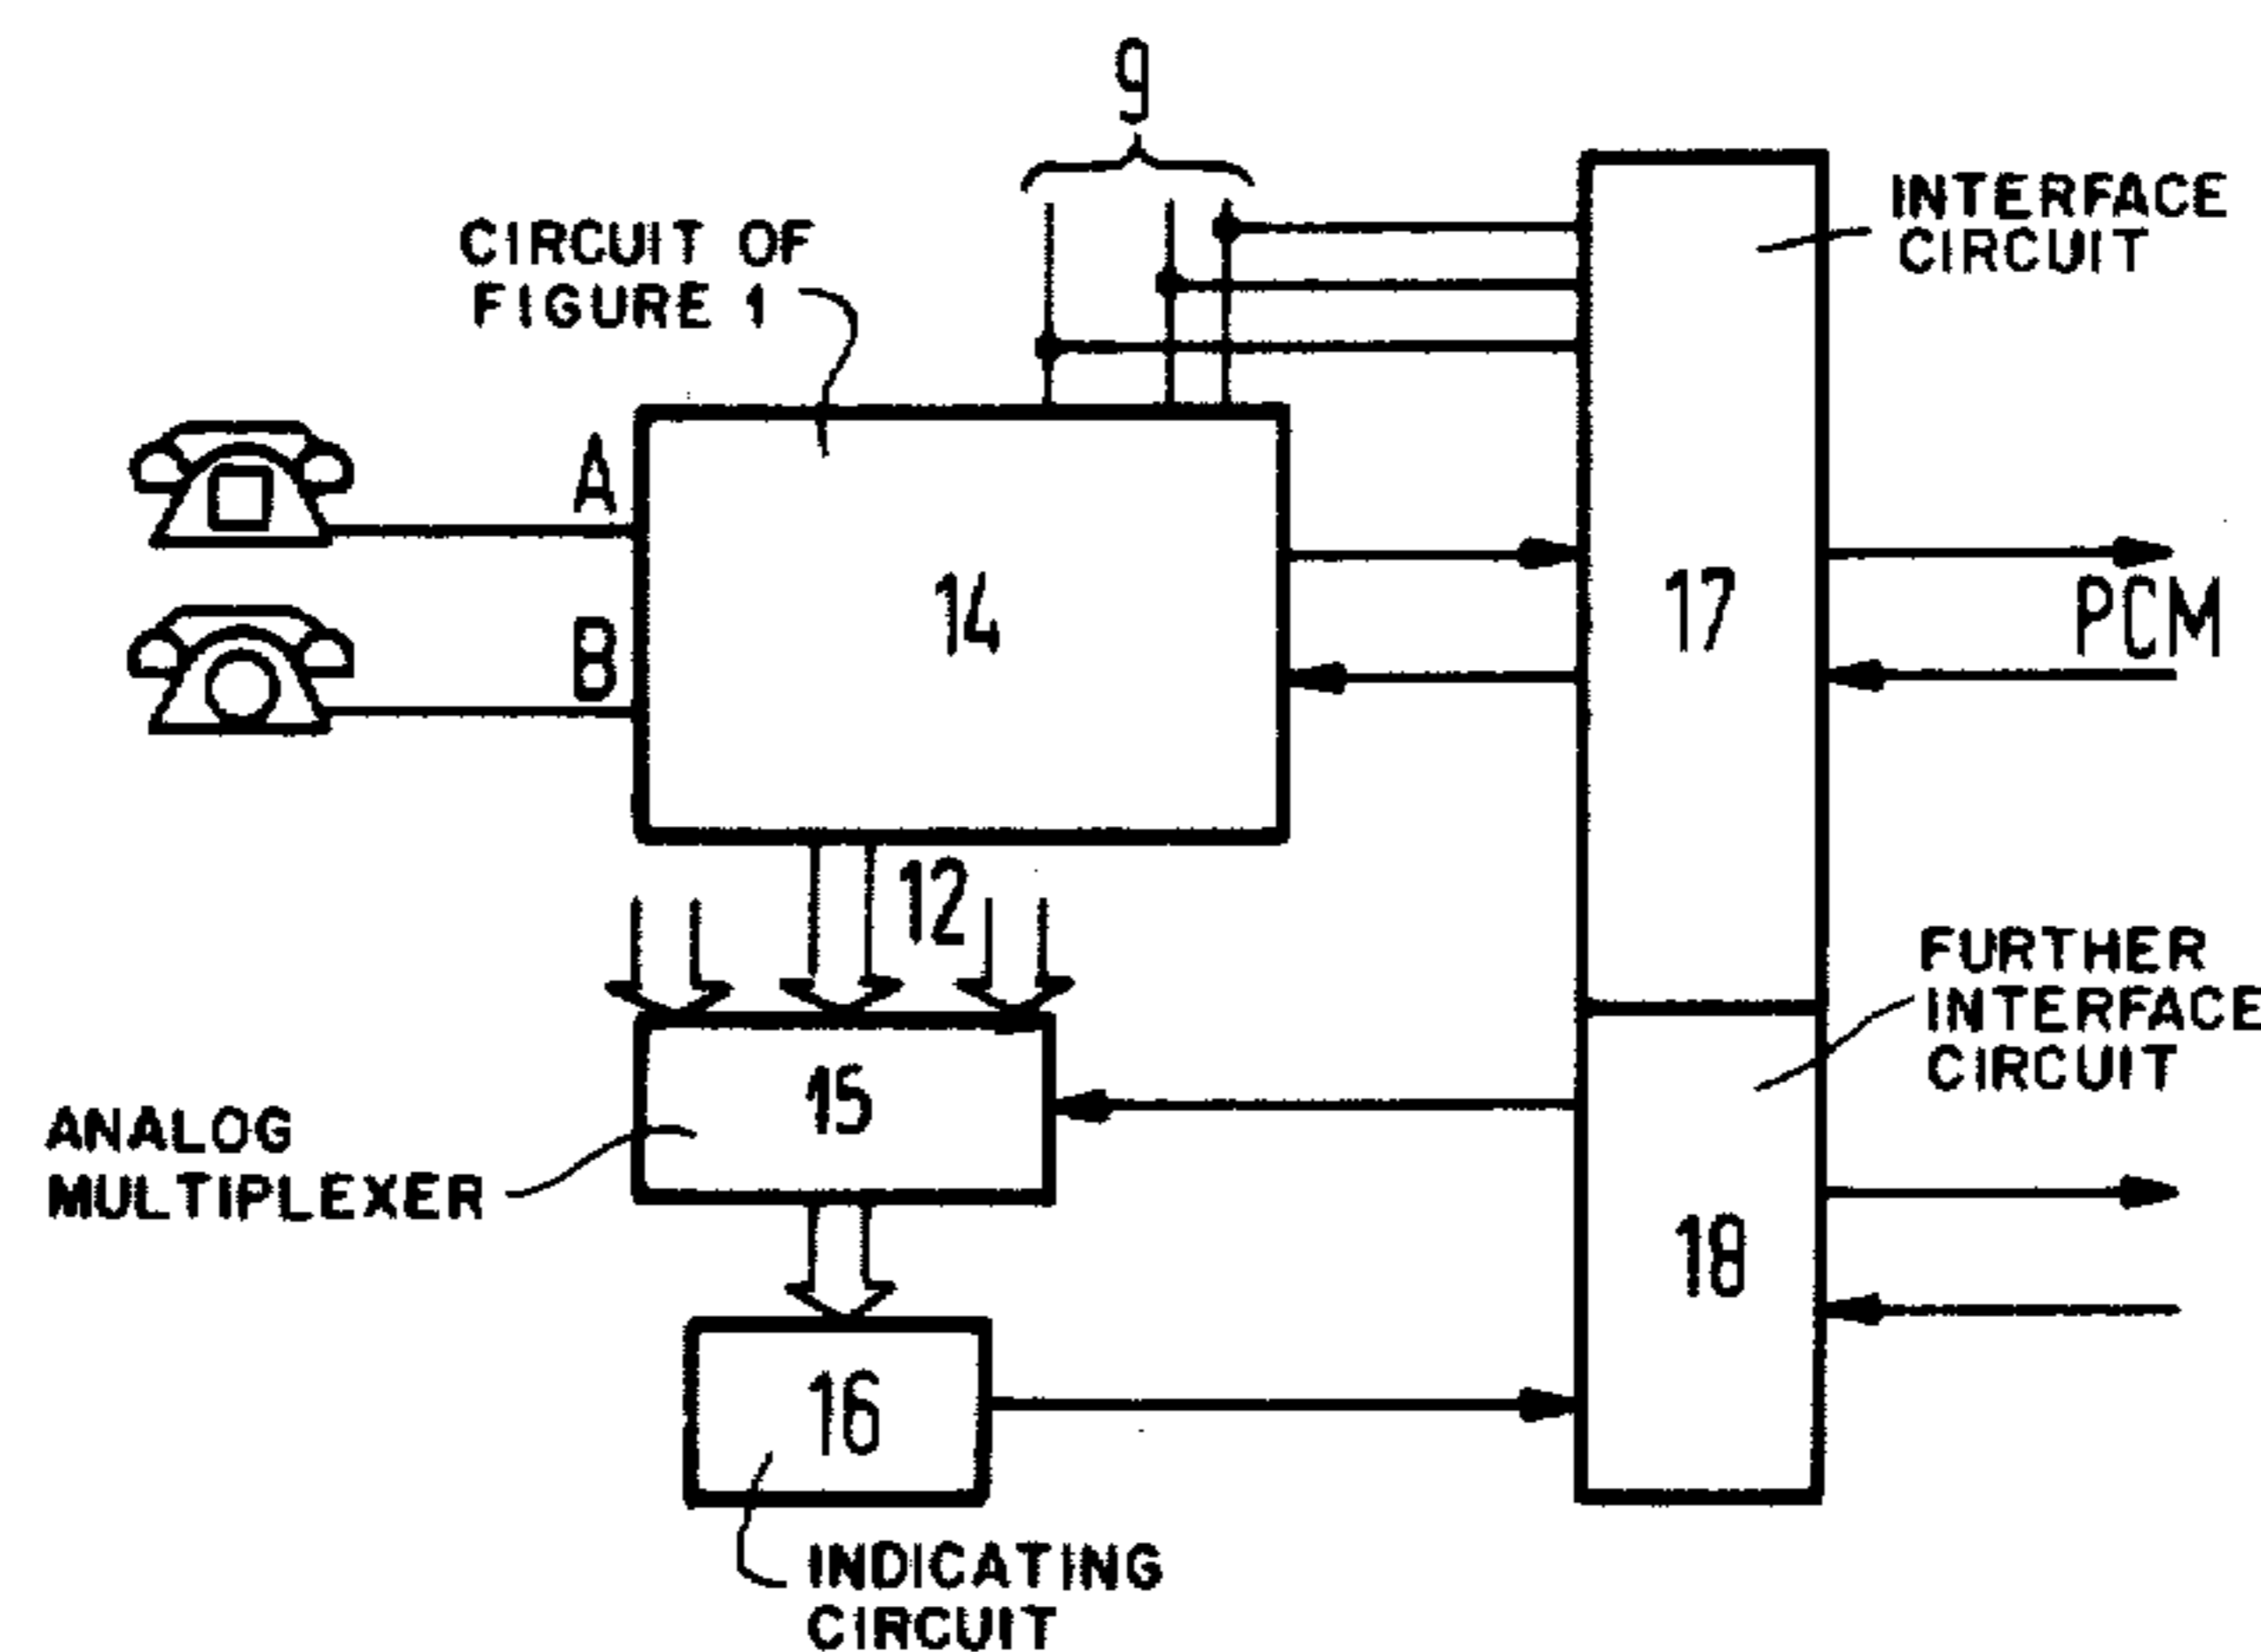 9
INTERFACE
CIRCUIT
CIRCUIT OF
FIGURE 1
A
B
14
17
PCM
12
FURTHER
INTERFACE
CIRCUIT
15
ANALOG
MULTIPLEXER
18
16
INDICATING
CIRCUIT